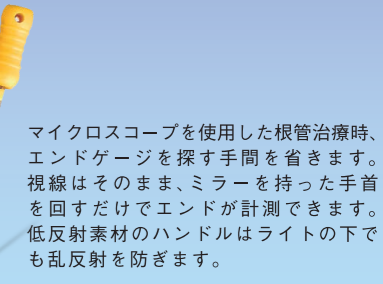 マイクロスコープを使用した根管治療時、
エンドゲージを探す手間を省きます。
視線はそのまま、ミラーを持った手首
を回すだけでエンドが計測できます。
低反射素材のハンドルはライトの下で
も乱反射を防ぎます。